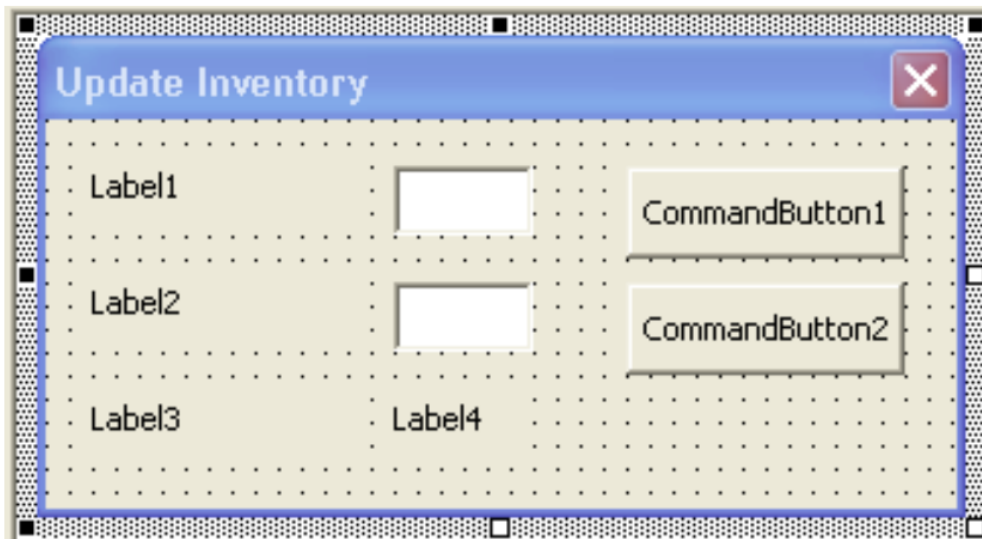 Update Inventory
Label1
CommandButton1
Label2
CommandButton2
Label3
Label4